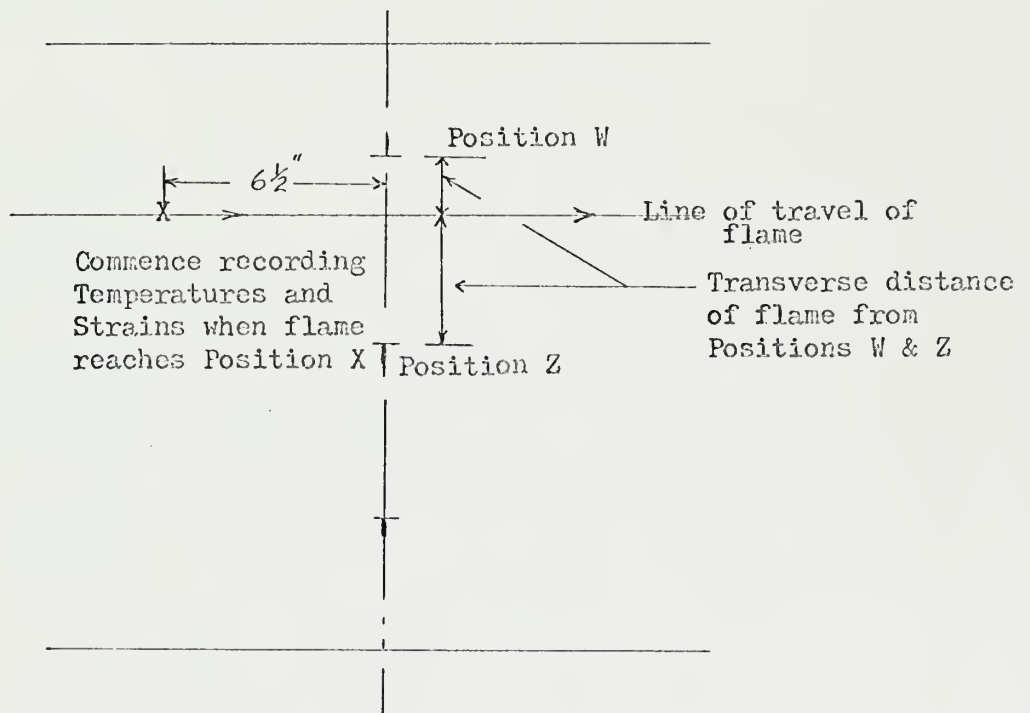 Position W
6½"
X
Line of travel of
flame
Commence recording
Temperatures and
Strains when flame
reaches Position X
Transverse distance
of flame from
Positions W & Z
Position Z